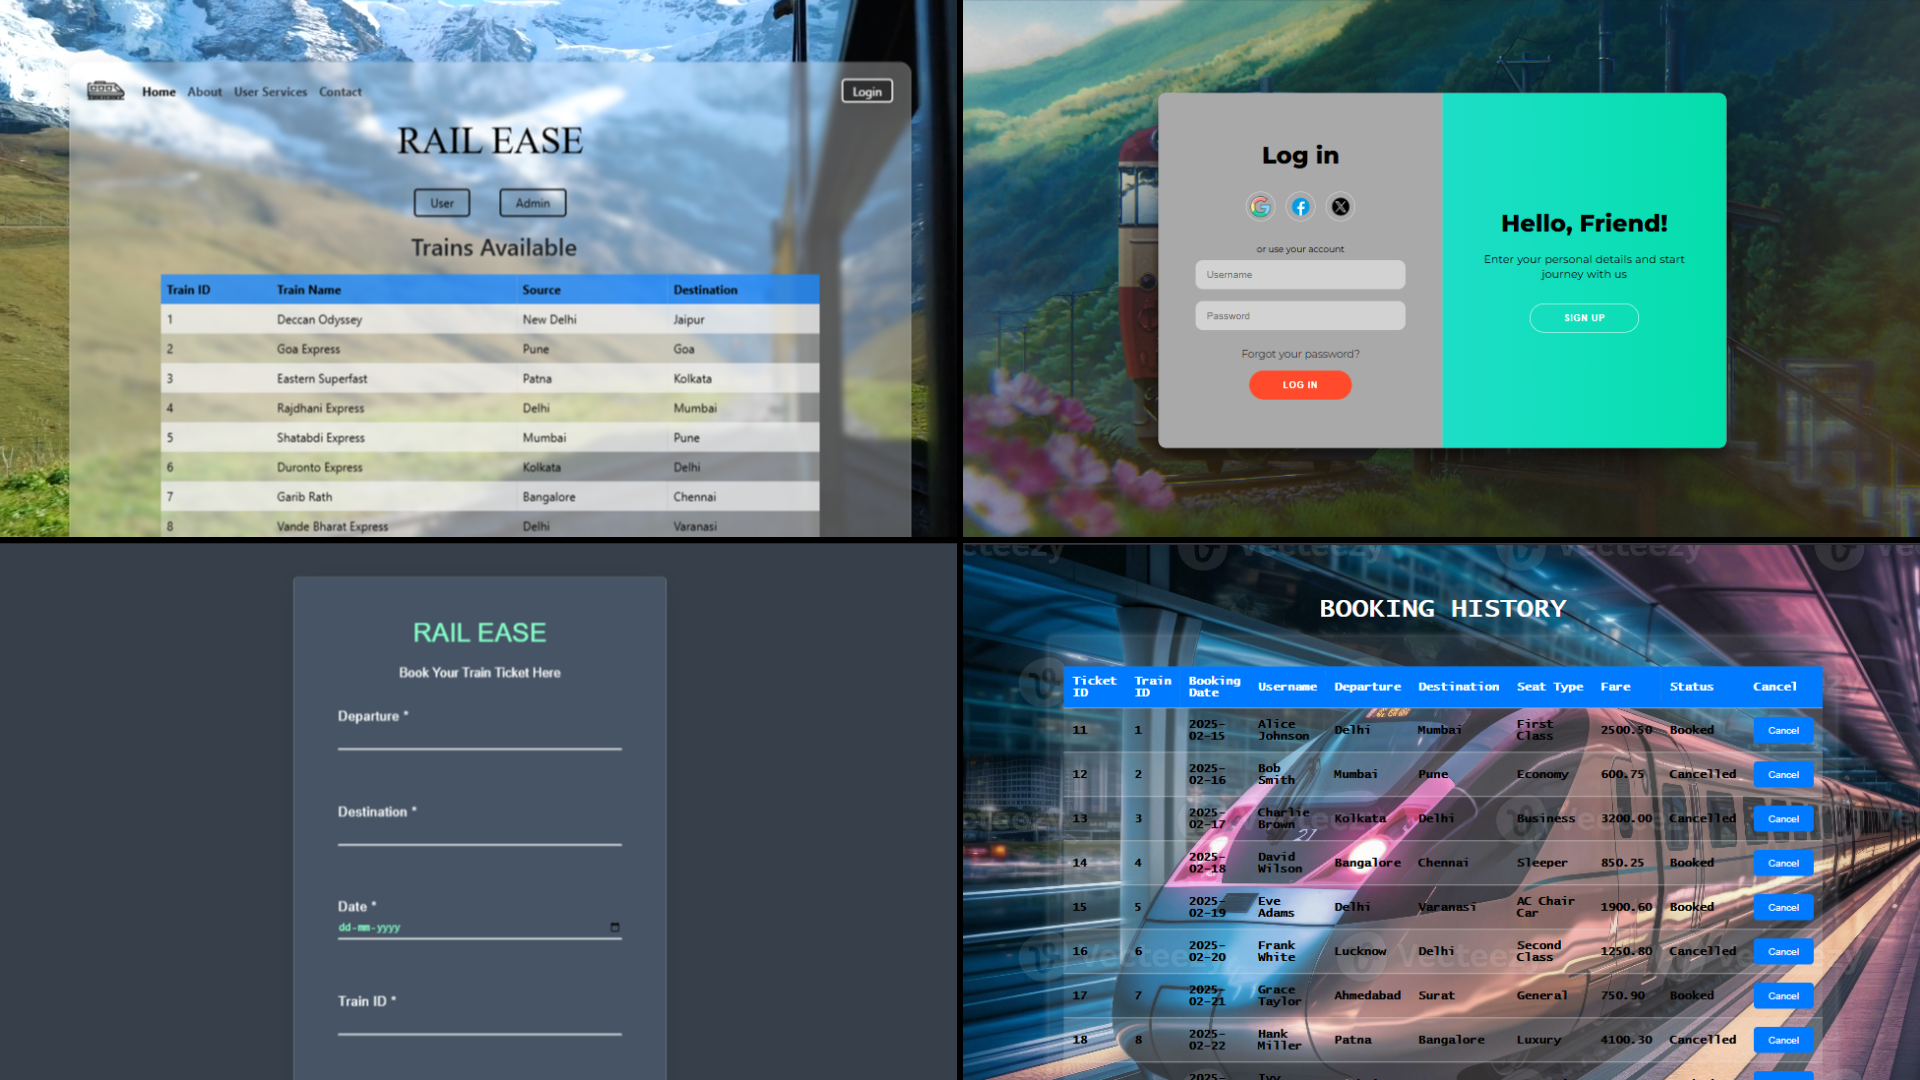 Home About User Services Contact Login
RAIL EASE
User Admin
Trains Available
Train ID Train Name Source Destination
1 Deccan Odyssey New Delhi Jaipur
2 Goa Express Pune Goa
3 Eastern Superfast Patna Kolkata
4 Rajdhani Express Delhi Mumbai
5 Shatabdi Express Mumbai Pune
6 Duronto Express Kolkata Delhi
7 Garib Rath Bangalore Chennai
8 Vande Bharat Express Delhi Varanasi
Log in
or use your account
Username
Password
Forgot your password?
LOG IN
Hello, Friend!
Enter your personal details and start
journey with us
SIGN UP
RAIL EASE
Book Your Train Ticket Here
Departure *
Destination *
Date *
dd-mm-yyyy
Train ID *
BOOKING HISTORY
Ticket ID Train ID Booking Date Username Departure Destination Seat Type Fare Status Cancel
11 1 2025-02-15 Alice Johnson Delhi Mumbai First Class 2500.50 Booked Cancel
12 2 2025-02-16 Bob Smith Mumbai Pune Economy 600.75 Cancelled Cancel
13 3 2025-02-17 Charlie Brown Kolkata Delhi Business 3200.00 Cancelled Cancel
14 4 2025-02-18 David Wilson Bangalore Chennai Sleeper 850.25 Booked Cancel
15 5 2025-02-19 Eve Adams Delhi Varanasi AC Chair Car 1900.60 Booked Cancel
16 6 2025-02-20 Frank White Lucknow Delhi Second Class 1250.80 Cancelled Cancel
17 7 2025-02-21 Grace Taylor Ahmedabad Surat General 750.90 Booked Cancel
18 8 2025-02-22 Hank Miller Patna Bangalore Luxury 4100.30 Cancelled Cancel